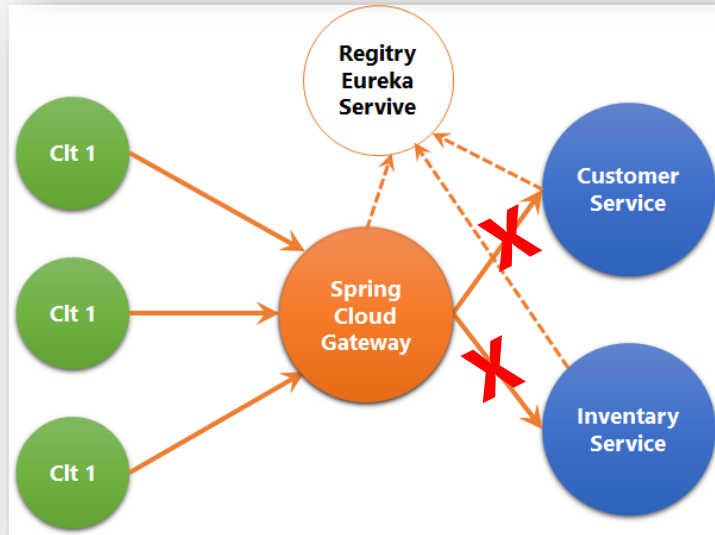 Regitry
Eureka
Servive
Clt 1
Customer
Service
Clt 1
Spring
Cloud
Gateway
Inventary
Service
Clt 1